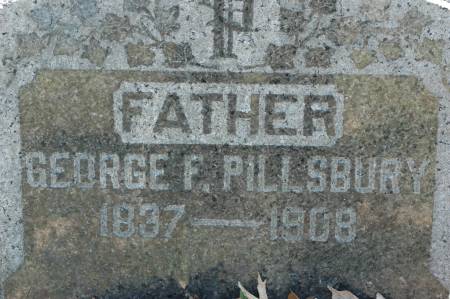 P
FATHER
GEORGE F. PILLSBURY
1837 — 1908